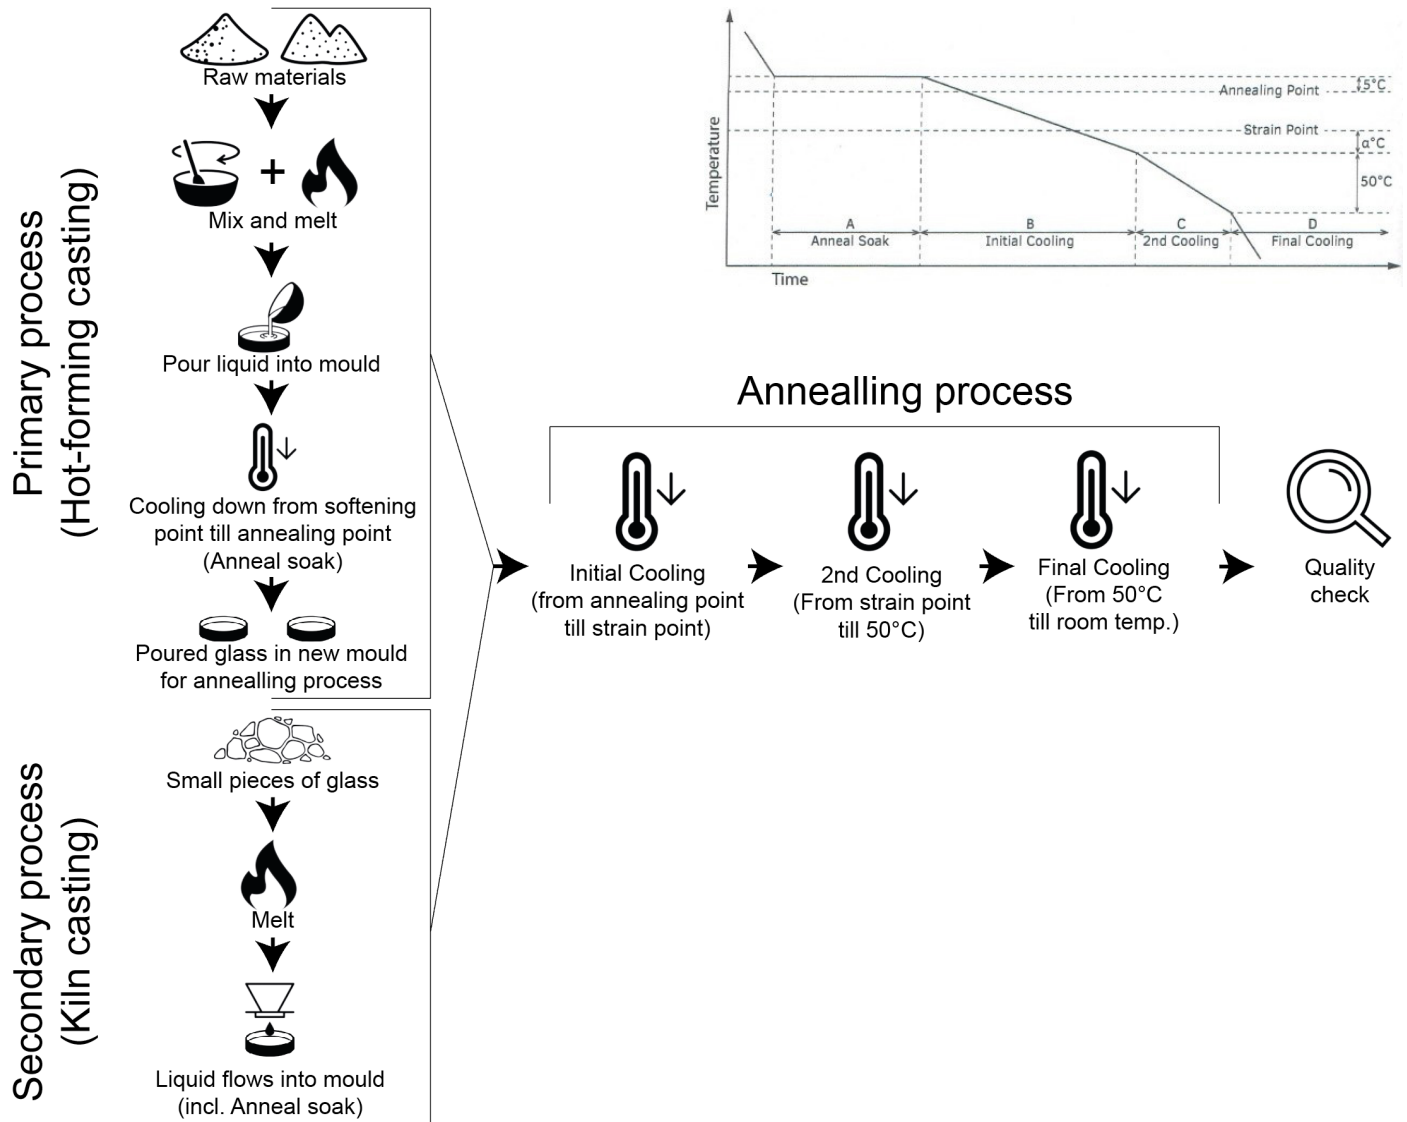 Primary process
(Hot-forming casting)
Raw materials
+
Mix and melt
Pour liquid into mould
Cooling down from softening
point till annealing point
(Anneal soak)
Poured glass in new mould
for annealling process
Secondary process
(Kiln casting)
Small pieces of glass
Melt
Liquid flows into mould
(incl. Anneal soak)
Temperature
Annealing Point
5°C
Strain Point
a°C
50°C
A
Anneal Soak
B
Initial Cooling
C
2nd Cooling
D
Final Cooling
Time
Annealling process
Initial Cooling
(from annealing point
till strain point)
2nd Cooling
(From strain point
till 50°C)
Final Cooling
(From 50°C
till room temp.)
Quality
check